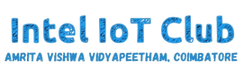 Intel IoT Club
AMRITA VISHWA VIDYAPEETHAM, COIMBATORE